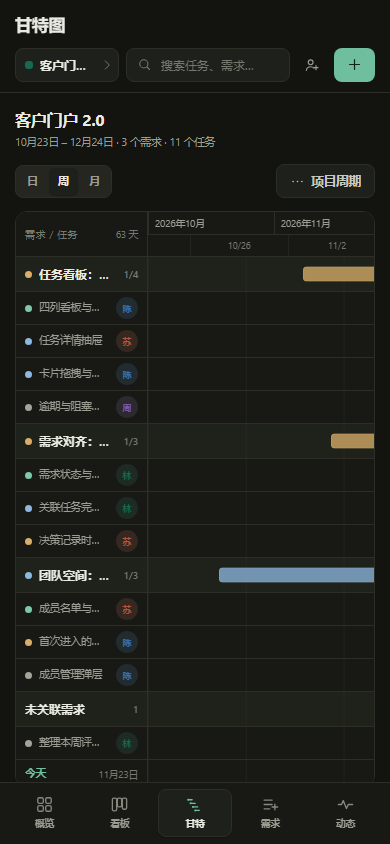 甘特图
客户门...
搜索任务、需求...
客户门户 2.0
10月23日 – 12月24日 · 3 个需求 · 11 个任务
日 周 月
··· 项目周期
需求 / 任务 63 天
2026年10月 2026年11月
10/26 11/2
任务看板: ... 1/4
四列看板与... 陈
任务详情抽屉 苏
卡片拖拽与... 陈
逾期与阻塞... 周
需求对齐: ... 1/3
需求状态与... 林
关联任务完... 林
决策记录时... 苏
团队空间: ... 1/3
成员名单与... 苏
首次进入的... 陈
成员管理弹层 陈
未关联需求 1
整理本周评... 林
今天 11月23日
概览 看板 甘特 需求 动态